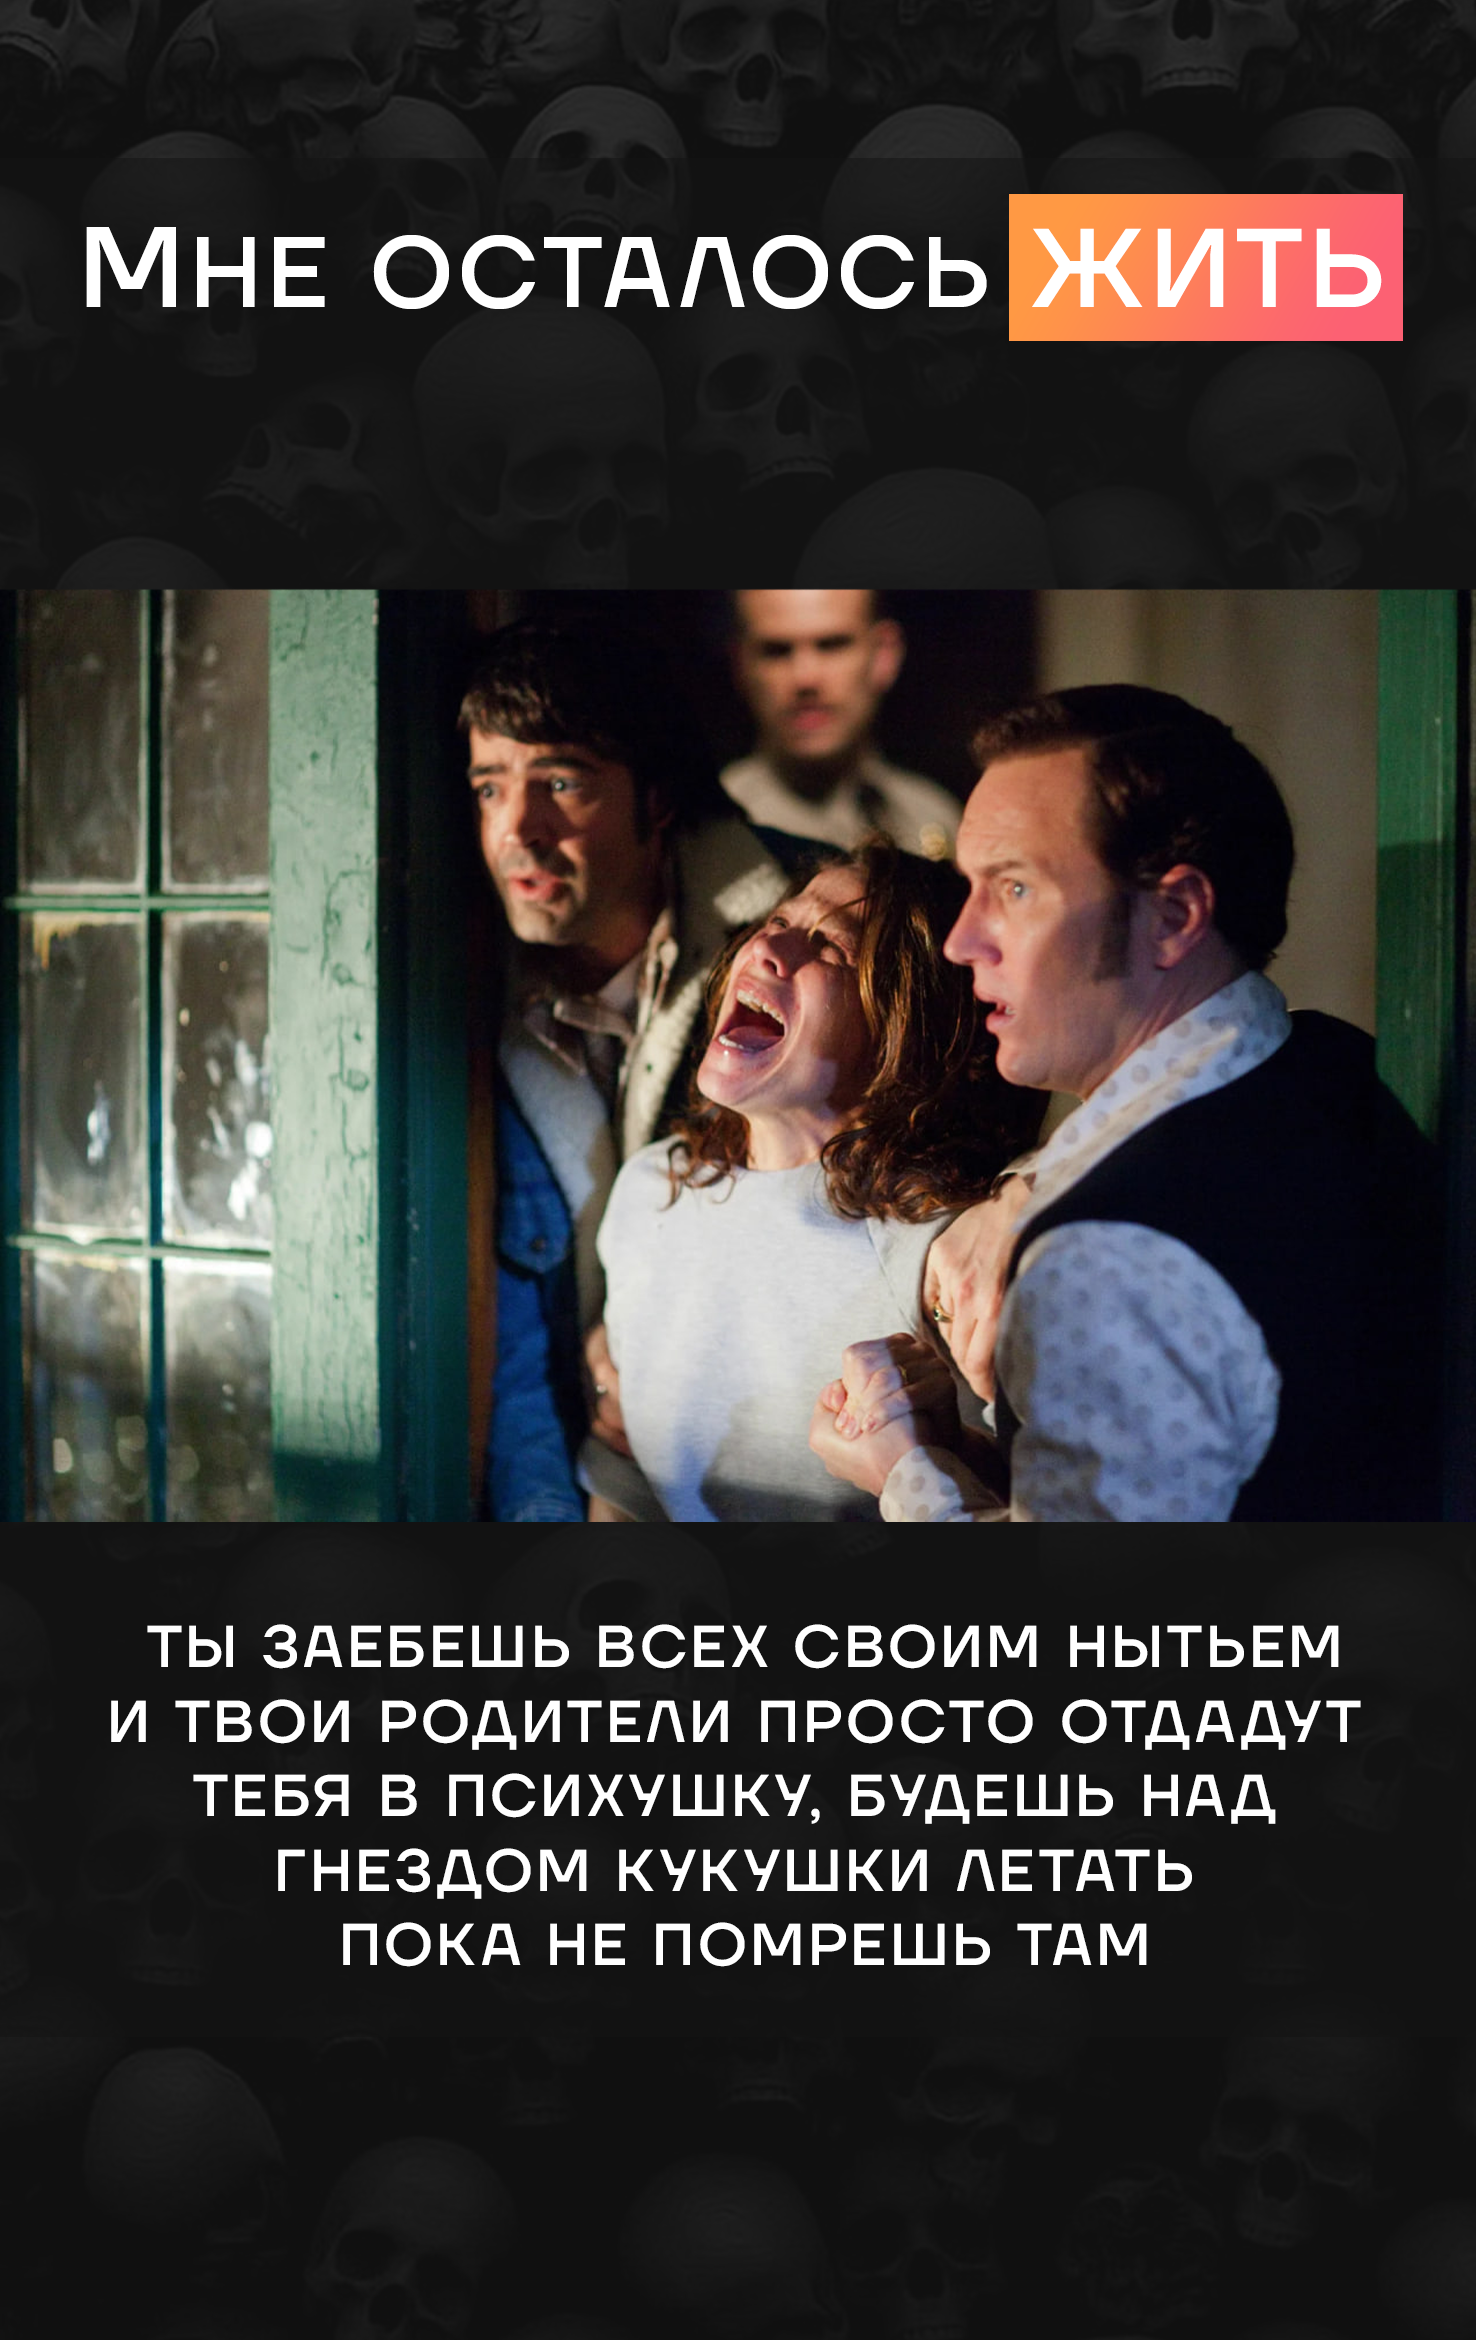 Мне осталось жить
ты заебешь всех своим нытьем
и твои родители просто отдадут
тебя в психушку, будешь над
гнездом кукушки летать
пока не помрешь там